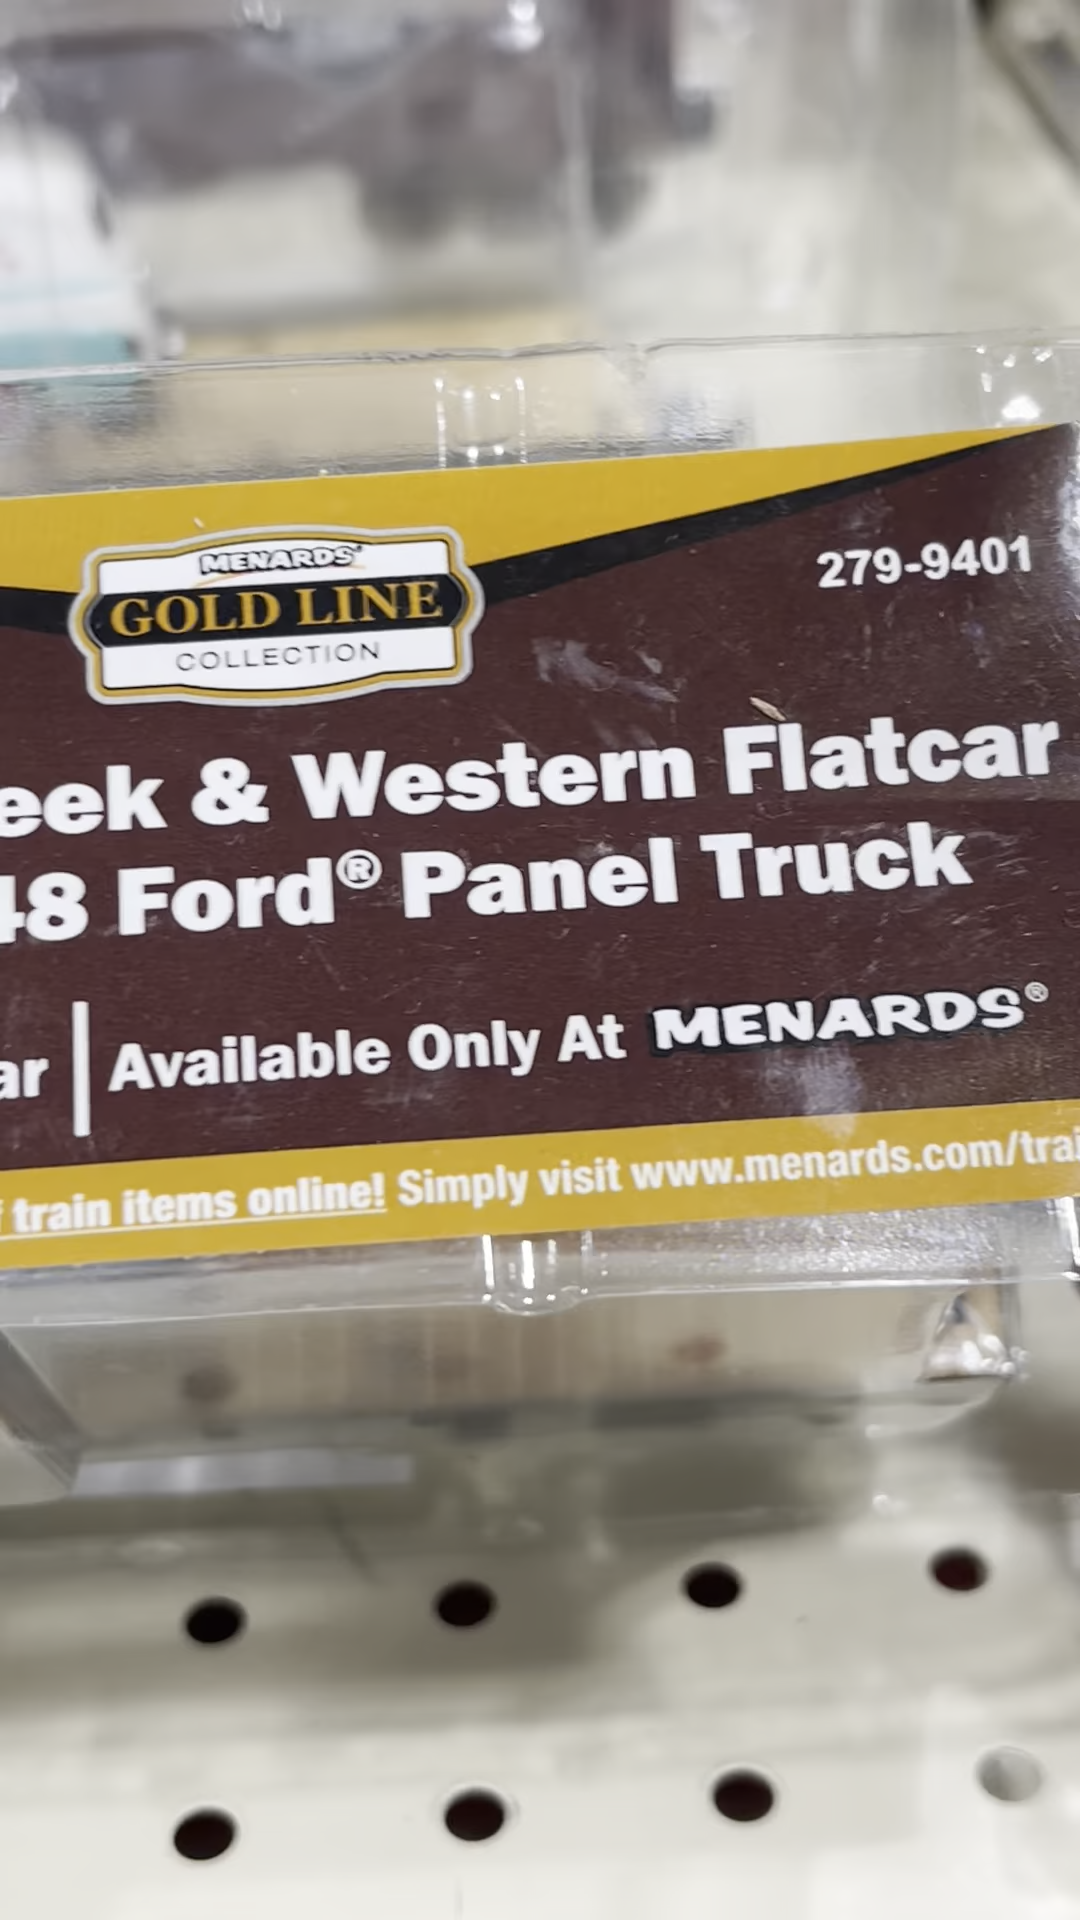 MENARDS®
GOLD LINE
COLLECTION
279-9401
eek & Western Flatcar
48 Ford® Panel Truck
ar | Available Only At MENARDS®
f train items online! Simply visit www.menards.com/trai